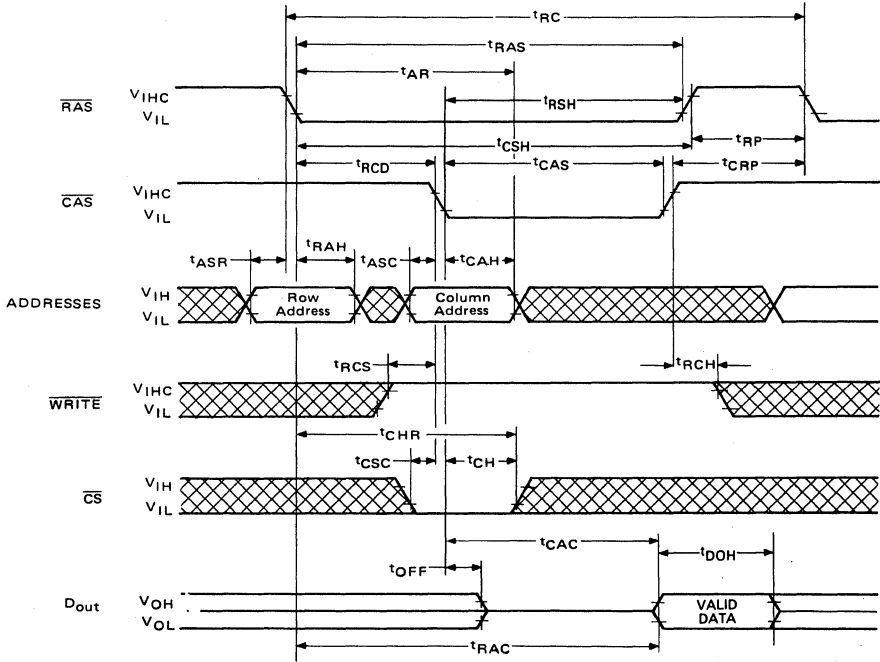 tRC
tRAS
tAR
RAS VIHC tRSH
VIL
tCSH tRP
tRCD tCAS tCRP
CAS VIHC
VIL
tASR tRAH tASC tCAH
ADDRESSES VIH Row Address Column Address
VIL
tRCS tRCH
WRITE VIHC
VIL
tCHR
tCSC tCH
CS VIH
VIL
tCAC tDOH
tOFF
Dout VOH VALID DATA
VOL
tRAC